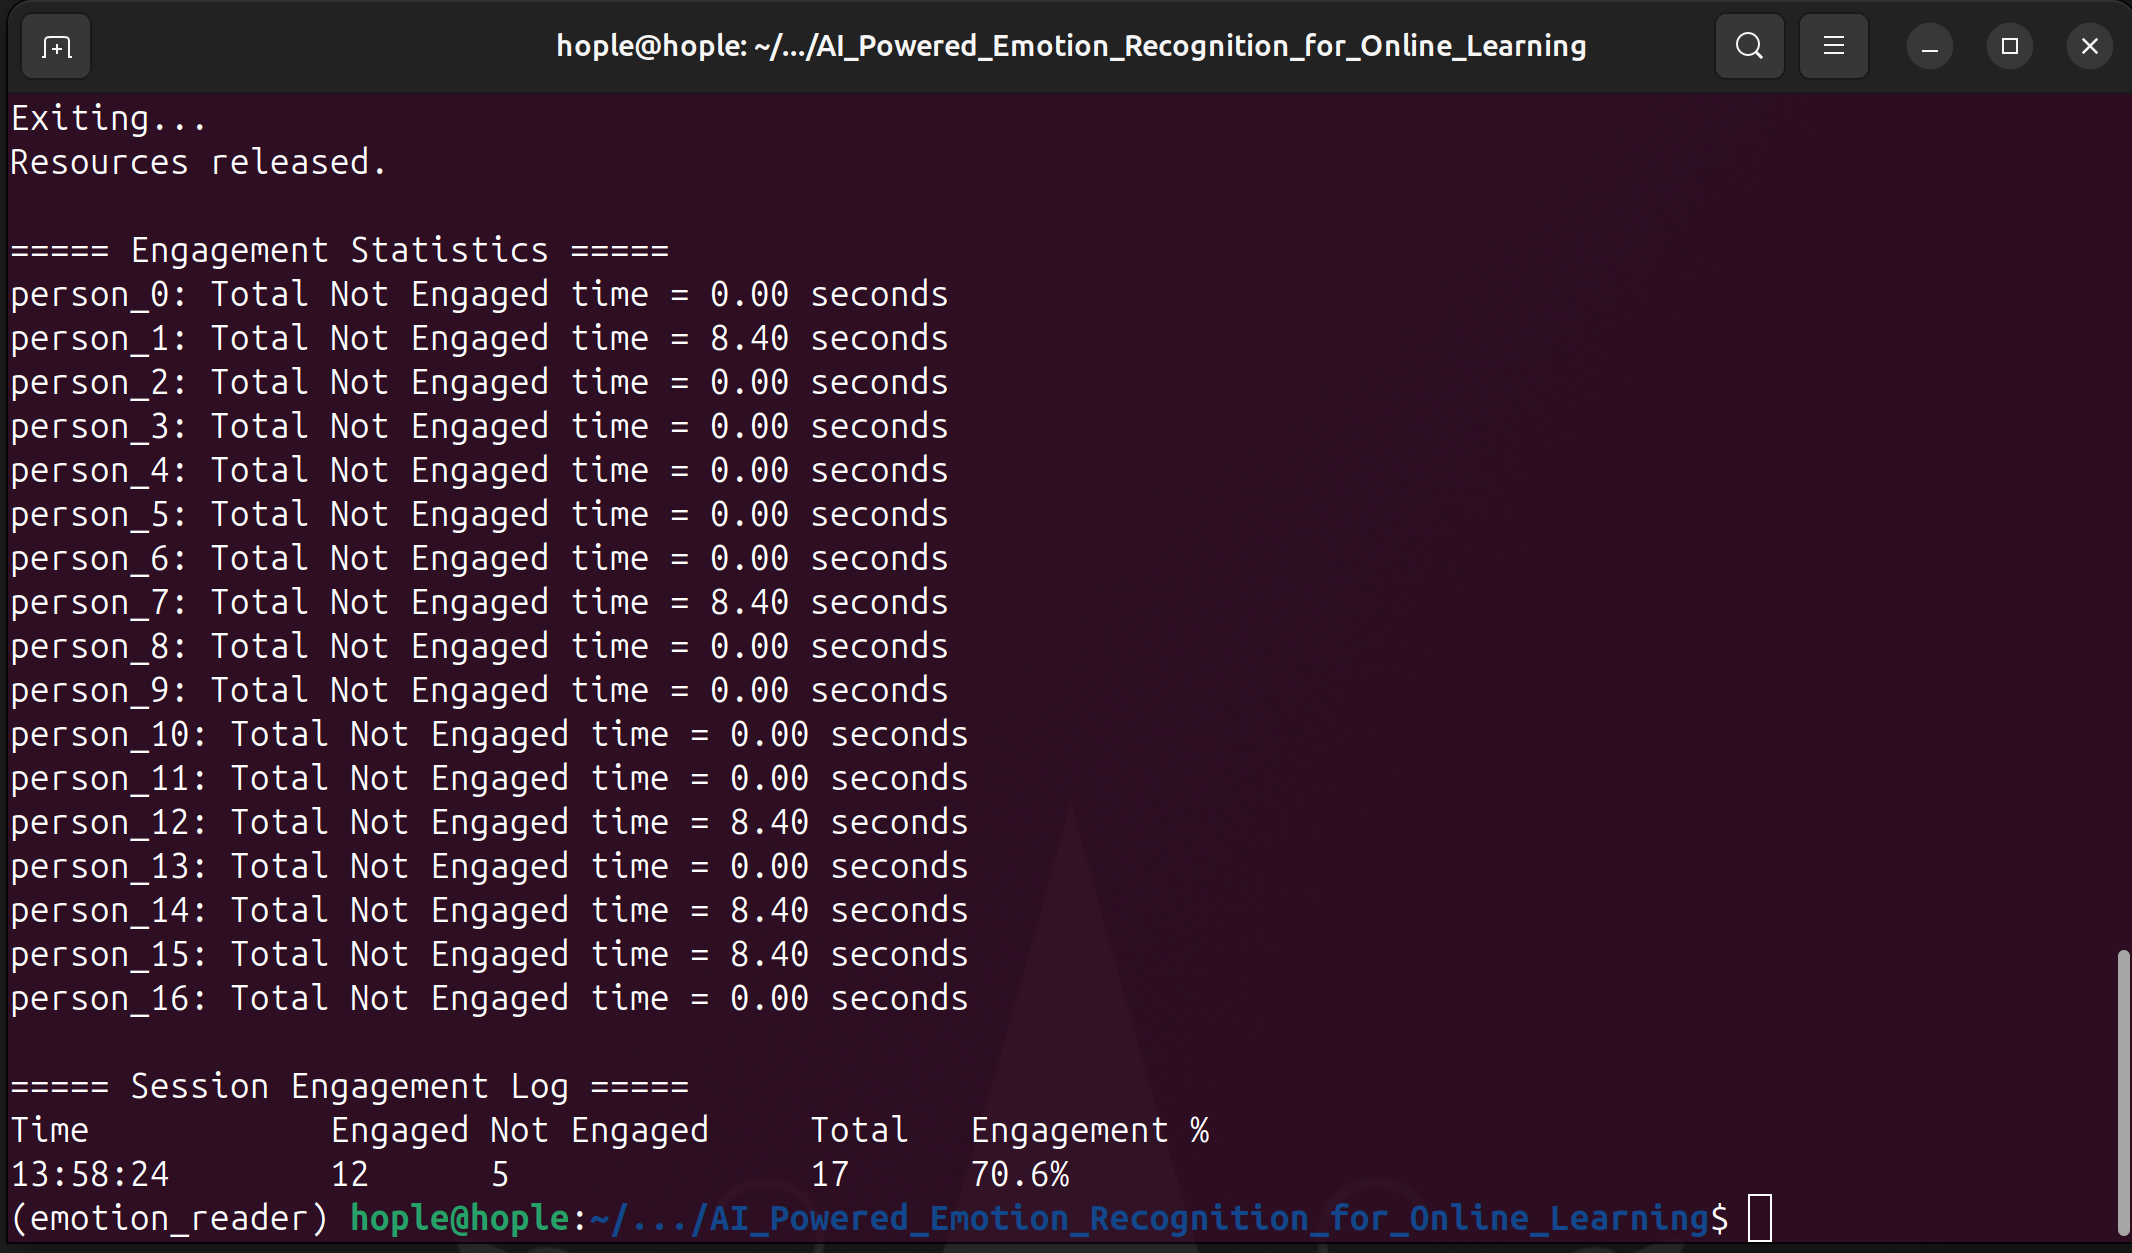 hople@hople: ~/.../AI_Powered_Emotion_Recognition_for_Online_Learning
Exiting...
Resources released.
===== Engagement Statistics =====
person_0: Total Not Engaged time = 0.00 seconds
person_1: Total Not Engaged time = 8.40 seconds
person_2: Total Not Engaged time = 0.00 seconds
person_3: Total Not Engaged time = 0.00 seconds
person_4: Total Not Engaged time = 0.00 seconds
person_5: Total Not Engaged time = 0.00 seconds
person_6: Total Not Engaged time = 0.00 seconds
person_7: Total Not Engaged time = 8.40 seconds
person_8: Total Not Engaged time = 0.00 seconds
person_9: Total Not Engaged time = 0.00 seconds
person_10: Total Not Engaged time = 0.00 seconds
person_11: Total Not Engaged time = 0.00 seconds
person_12: Total Not Engaged time = 8.40 seconds
person_13: Total Not Engaged time = 0.00 seconds
person_14: Total Not Engaged time = 8.40 seconds
person_15: Total Not Engaged time = 8.40 seconds
person_16: Total Not Engaged time = 0.00 seconds
===== Session Engagement Log =====
Time            Engaged Not Engaged     Total   Engagement %
13:58:24        12      5               17      70.6%
(emotion_reader) hople@hople:~/.../AI_Powered_Emotion_Recognition_for_Online_Learning$